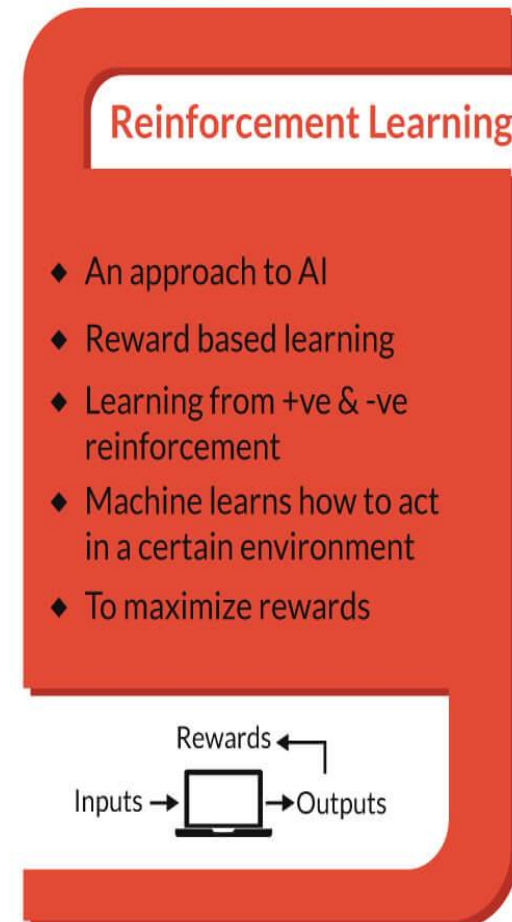 Reinforcement Learning
♦ An approach to AI
♦ Reward based learning
♦ Learning from +ve & -ve
reinforcement
♦ Machine learns how to act
in a certain environment
♦ To maximize rewards
Rewards
Inputs
Outputs